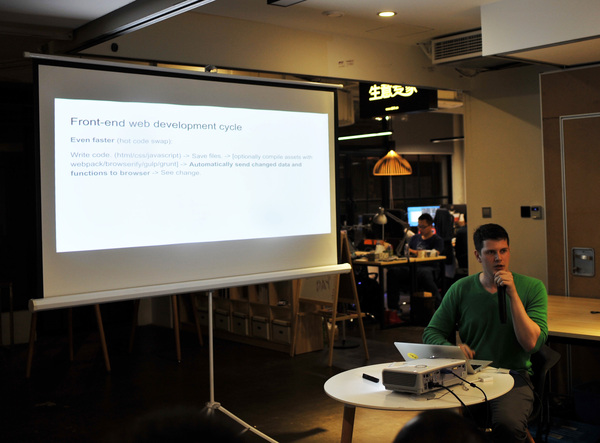 Front-end web development cycle
Even faster (hot code swap):
Write code. (html/css/javascript) -> Save files. -> [optionally compile assets with
webpack/browserify/gulp/grunt] -> Automatically send changed data and
functions to browser -> See change.